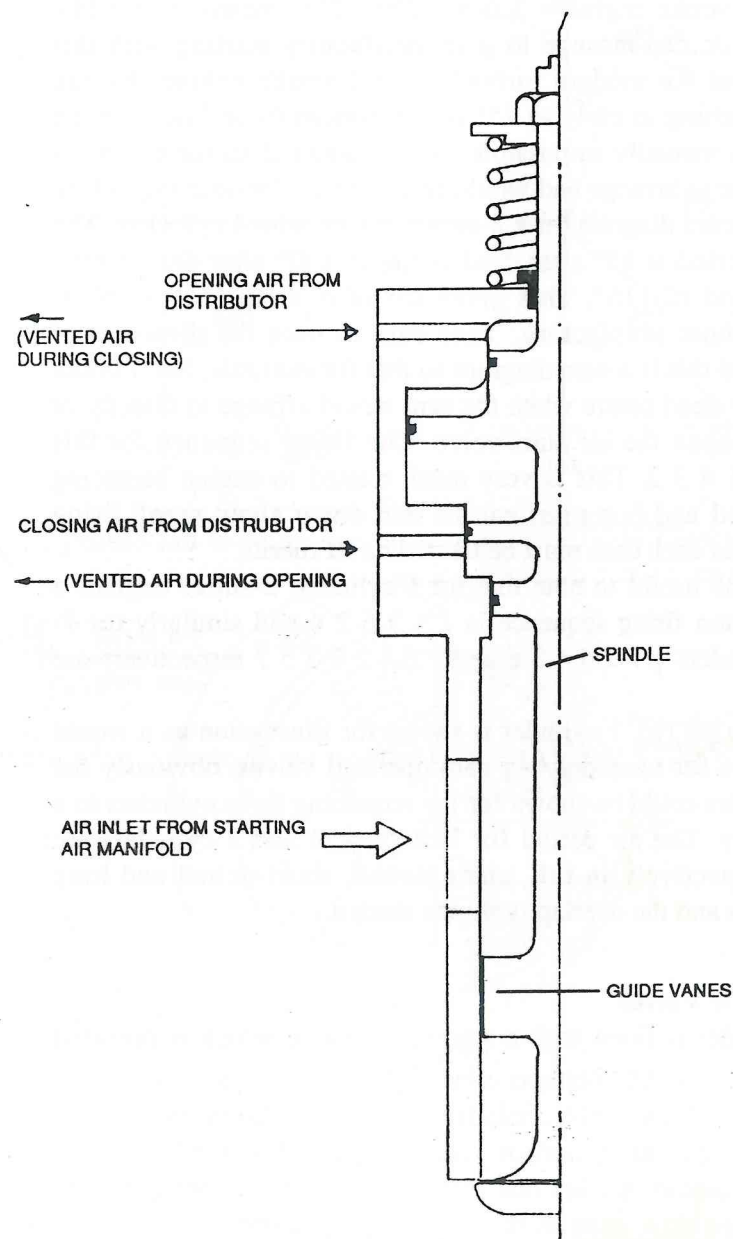 OPENING AIR FROM
DISTRIBUTOR
(VENTED AIR
DURING CLOSING)
CLOSING AIR FROM DISTRUBUTOR
(VENTED AIR DURING OPENING
SPINDLE
AIR INLET FROM STARTING
AIR MANIFOLD
GUIDE VANES